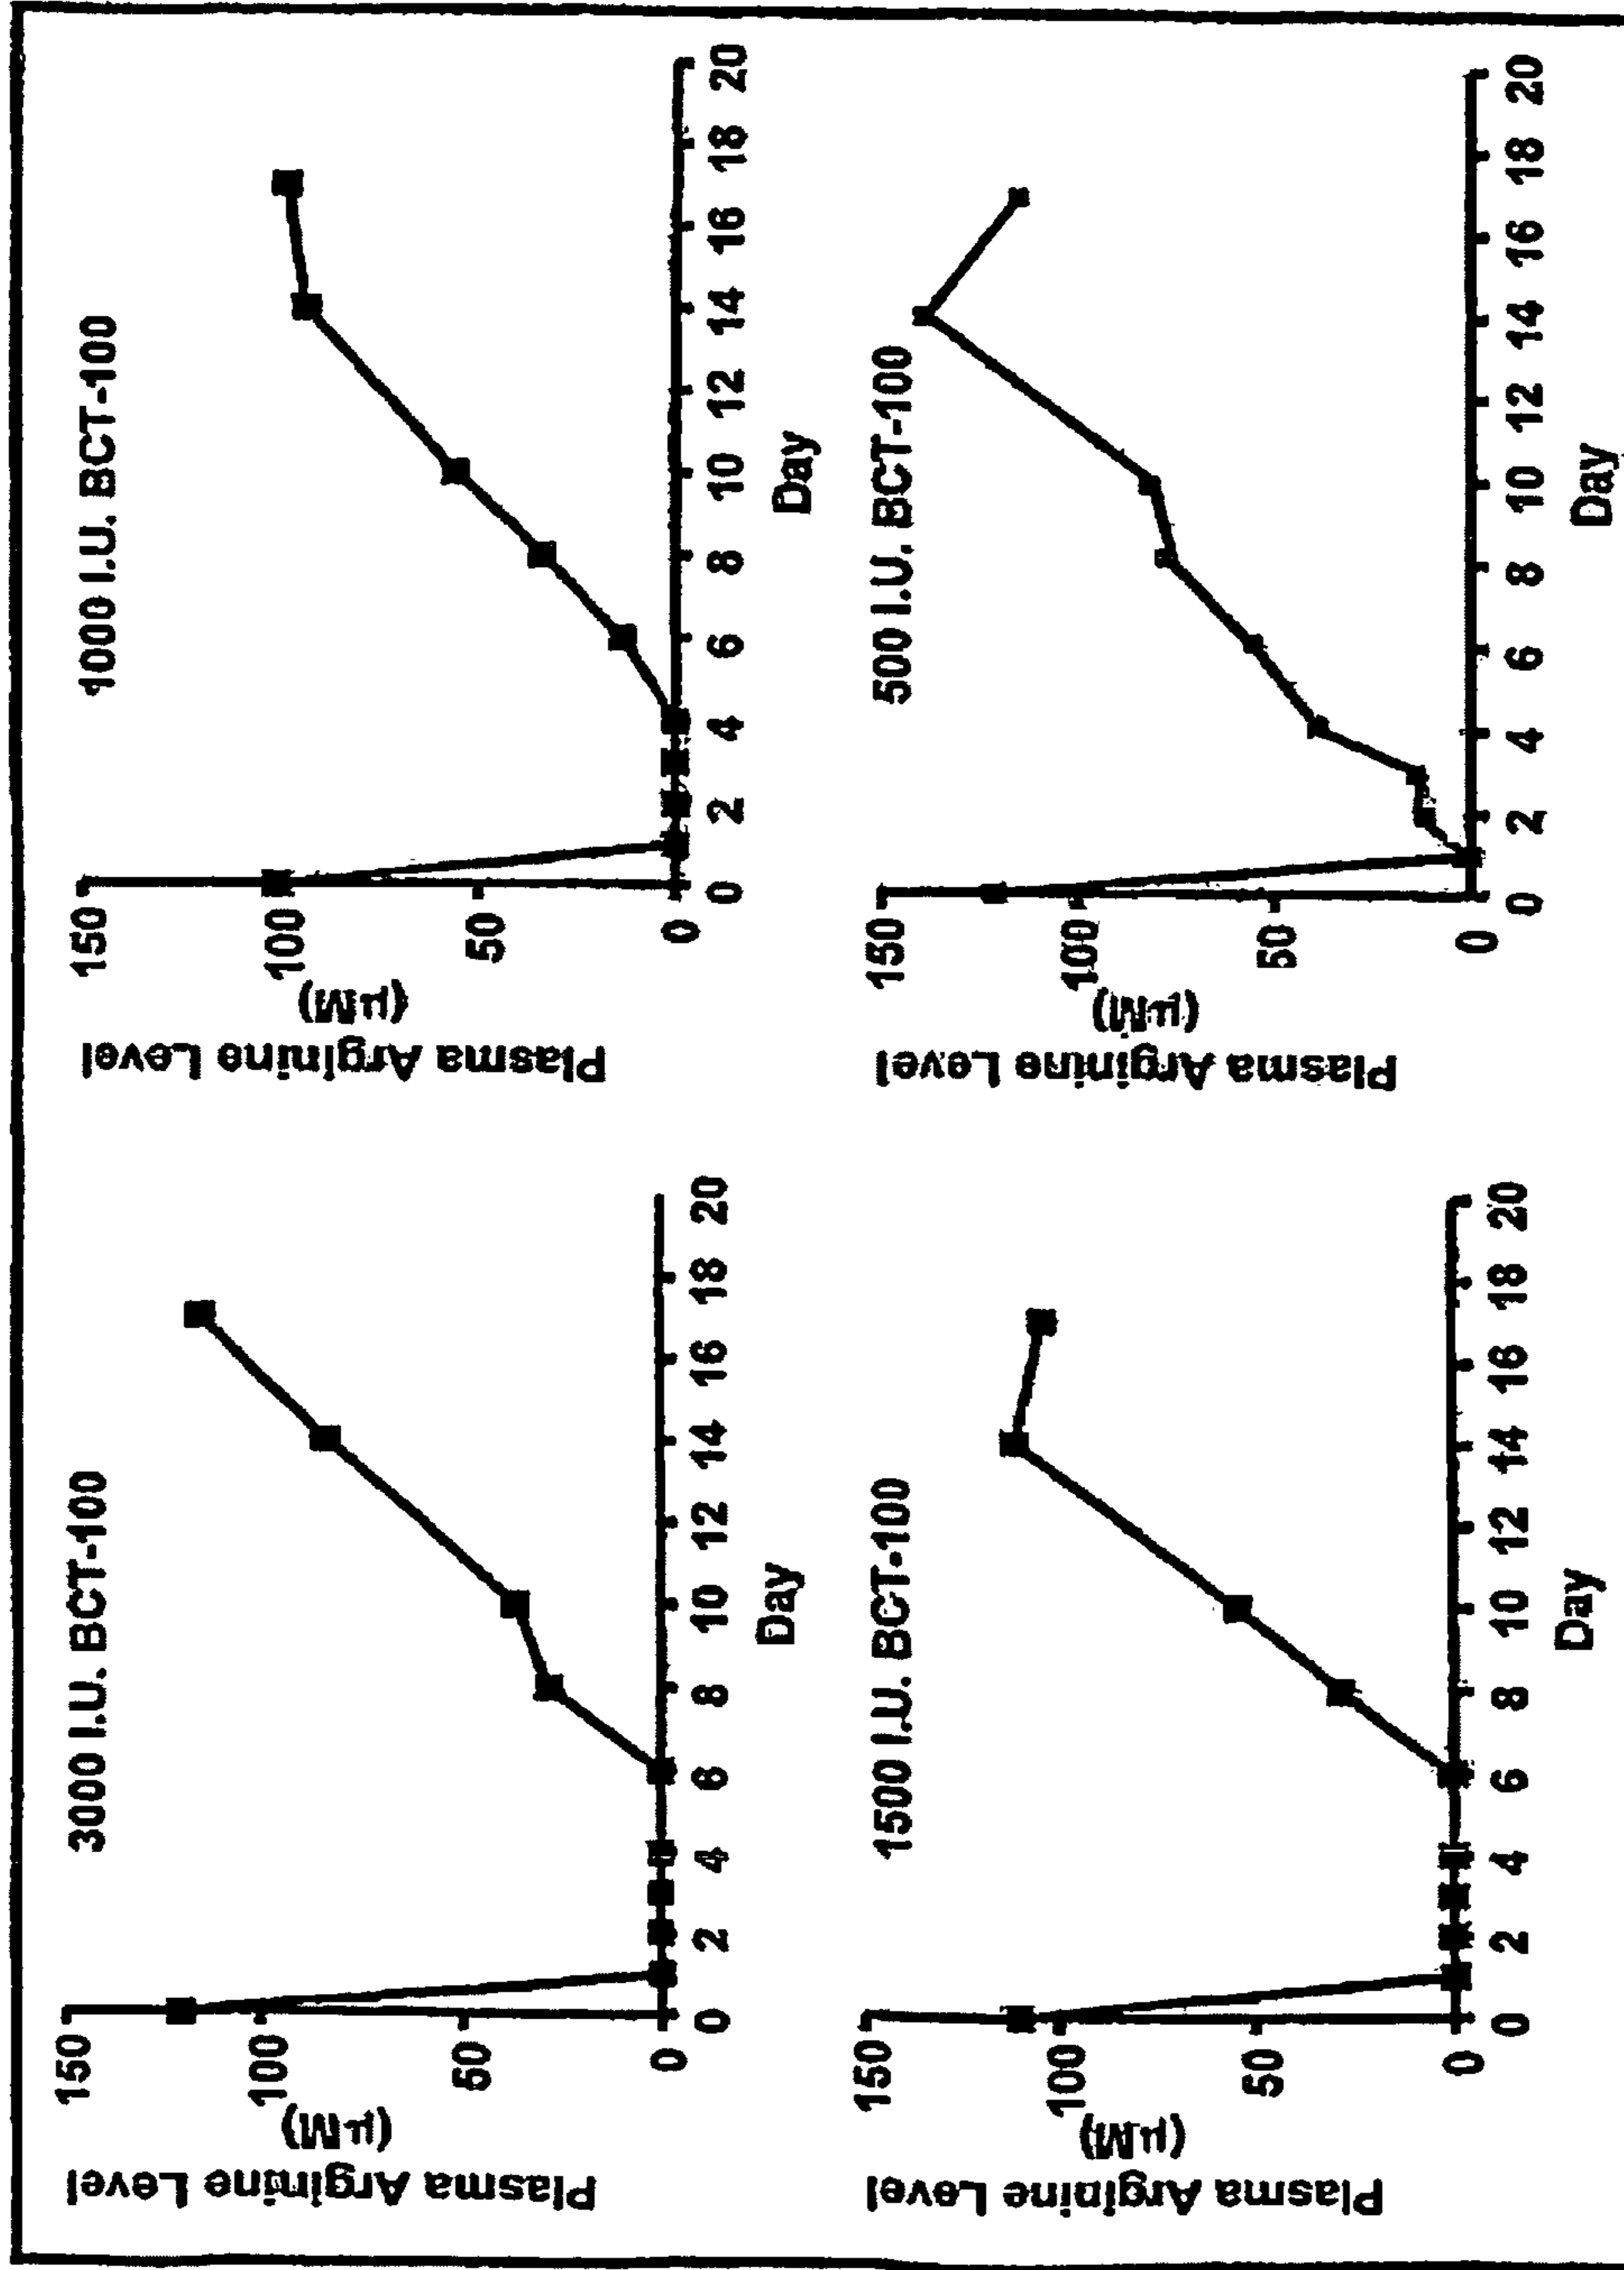 3000 I.U. BCT-100
Plasma Arginine Level
(µM)
150
100
50
0
0 2 4 6 8 10 12 14 16 18 20
Day
1000 I.U. BCT-100
Plasma Arginine Level
(µM)
150
100
50
0
0 2 4 6 8 10 12 14 16 18 20
Day
1500 I.U. BCT-100
Plasma Arginine Level
(µM)
150
100
50
0
0 2 4 6 8 10 12 14 16 18 20
Day
500 I.U. BCT-100
Plasma Arginine Level
(µM)
150
100
50
0
0 2 4 6 8 10 12 14 16 18 20
Day